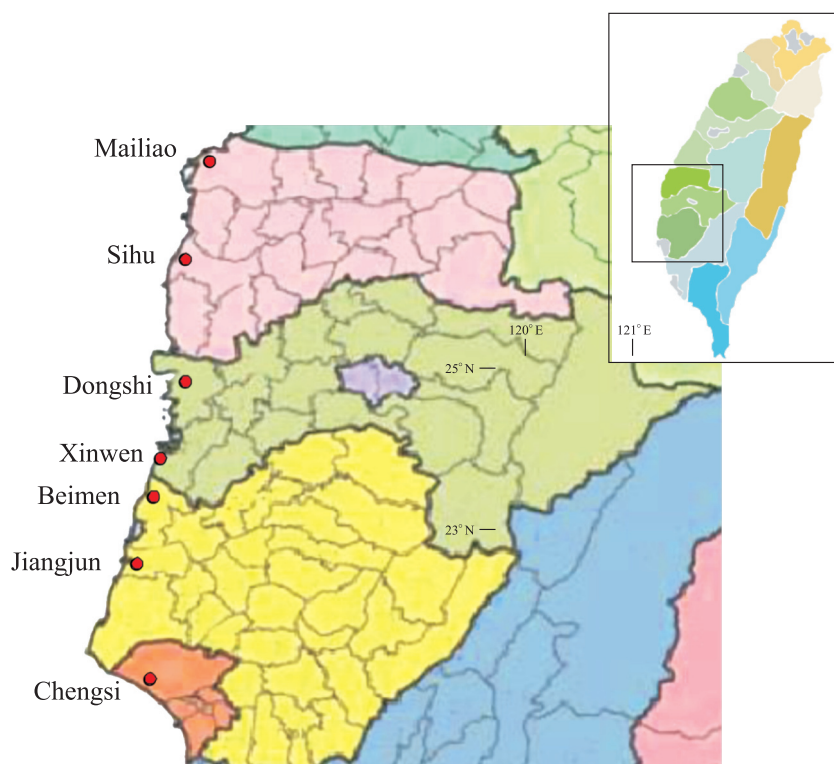 Mailiao
Sihu
120°E
121°E
25°N
Dongshi
Xinwen
Beimen
23°N
Jiangjun
Chengsi